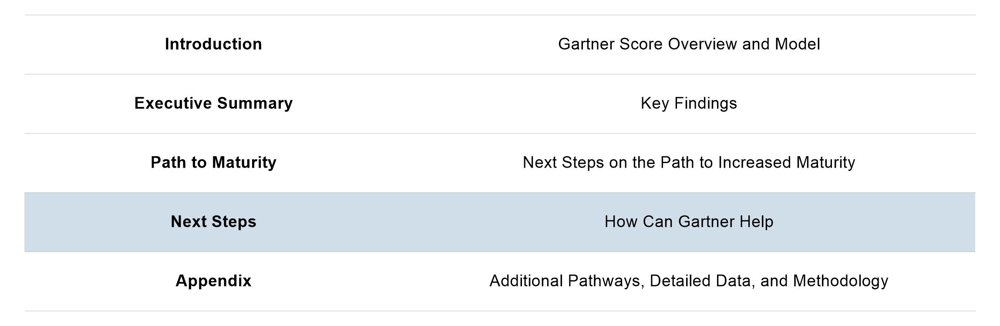 Introduction Gartner Score Overview and Model
Executive Summary Key Findings
Path to Maturity Next Steps on the Path to Increased Maturity
Next Steps How Can Gartner Help
Appendix Additional Pathways, Detailed Data, and Methodology